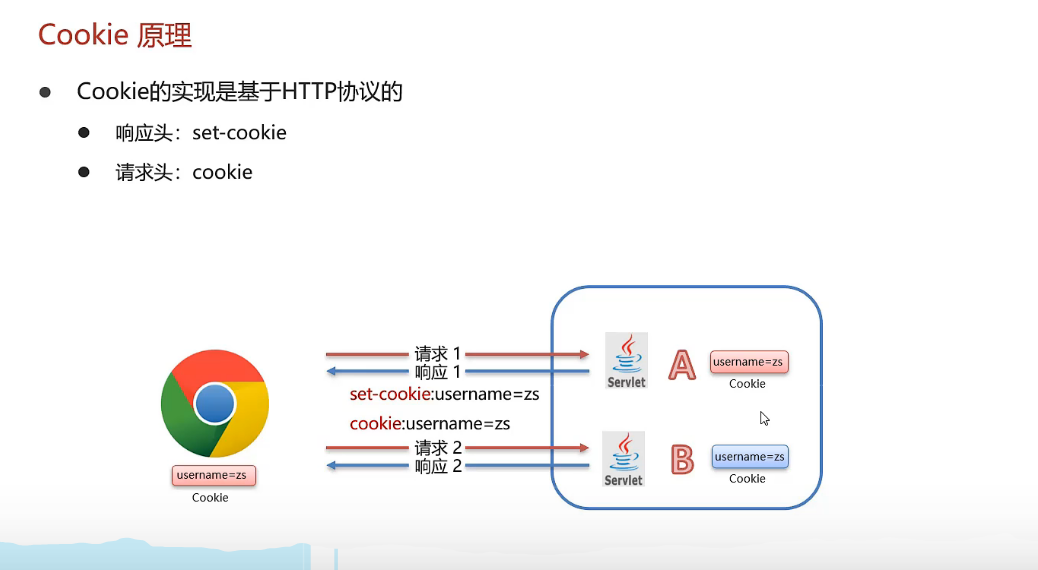 Cookie 原理
Cookie的实现是基于HTTP协议的
响应头：set-cookie
请求头：cookie
请求 1
响应 1
set-cookie:username=zs
cookie:username=zs
请求 2
响应 2
username=zs
Cookie
Servlet
A
username=zs
Cookie
Servlet
B
username=zs
Cookie